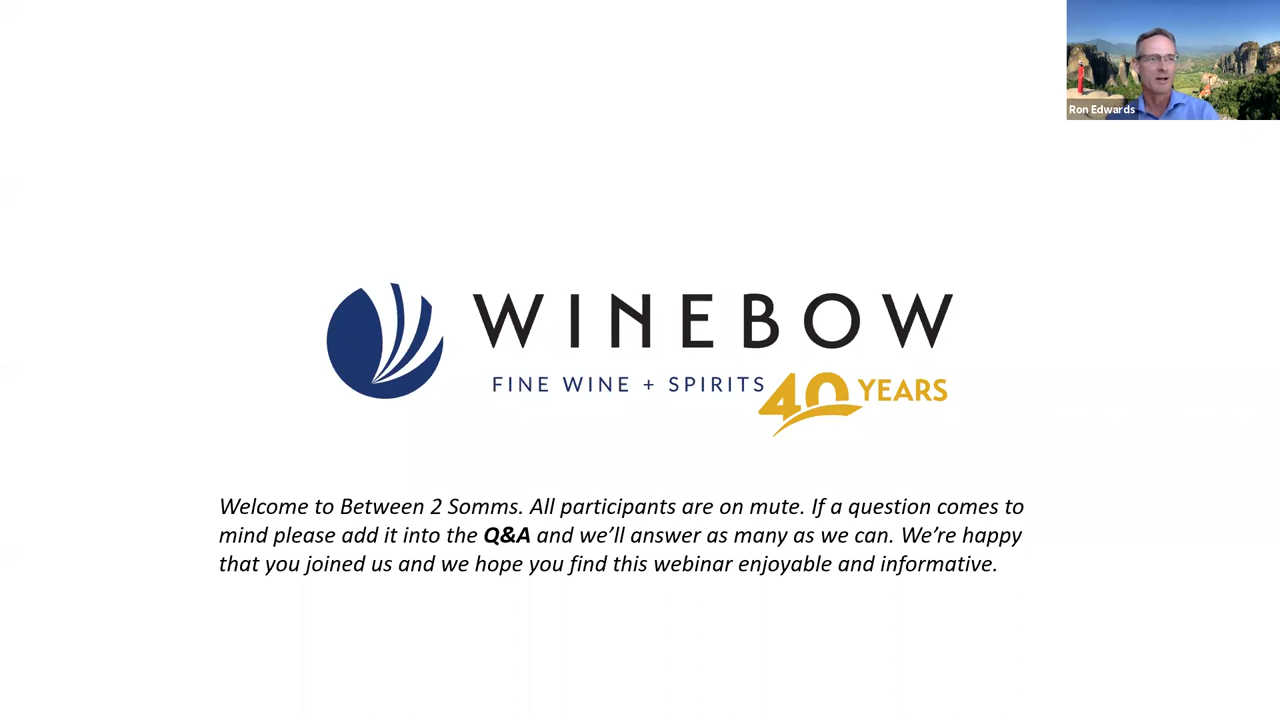 Ron Edwards
WINEBOW
FINE WINE + SPIRITS
40 YEARS
Welcome to Between 2 Somms. All participants are on mute. If a question comes to
mind please add it into the Q&A and we’ll answer as many as we can. We’re happy
that you joined us and we hope you find this webinar enjoyable and informative.